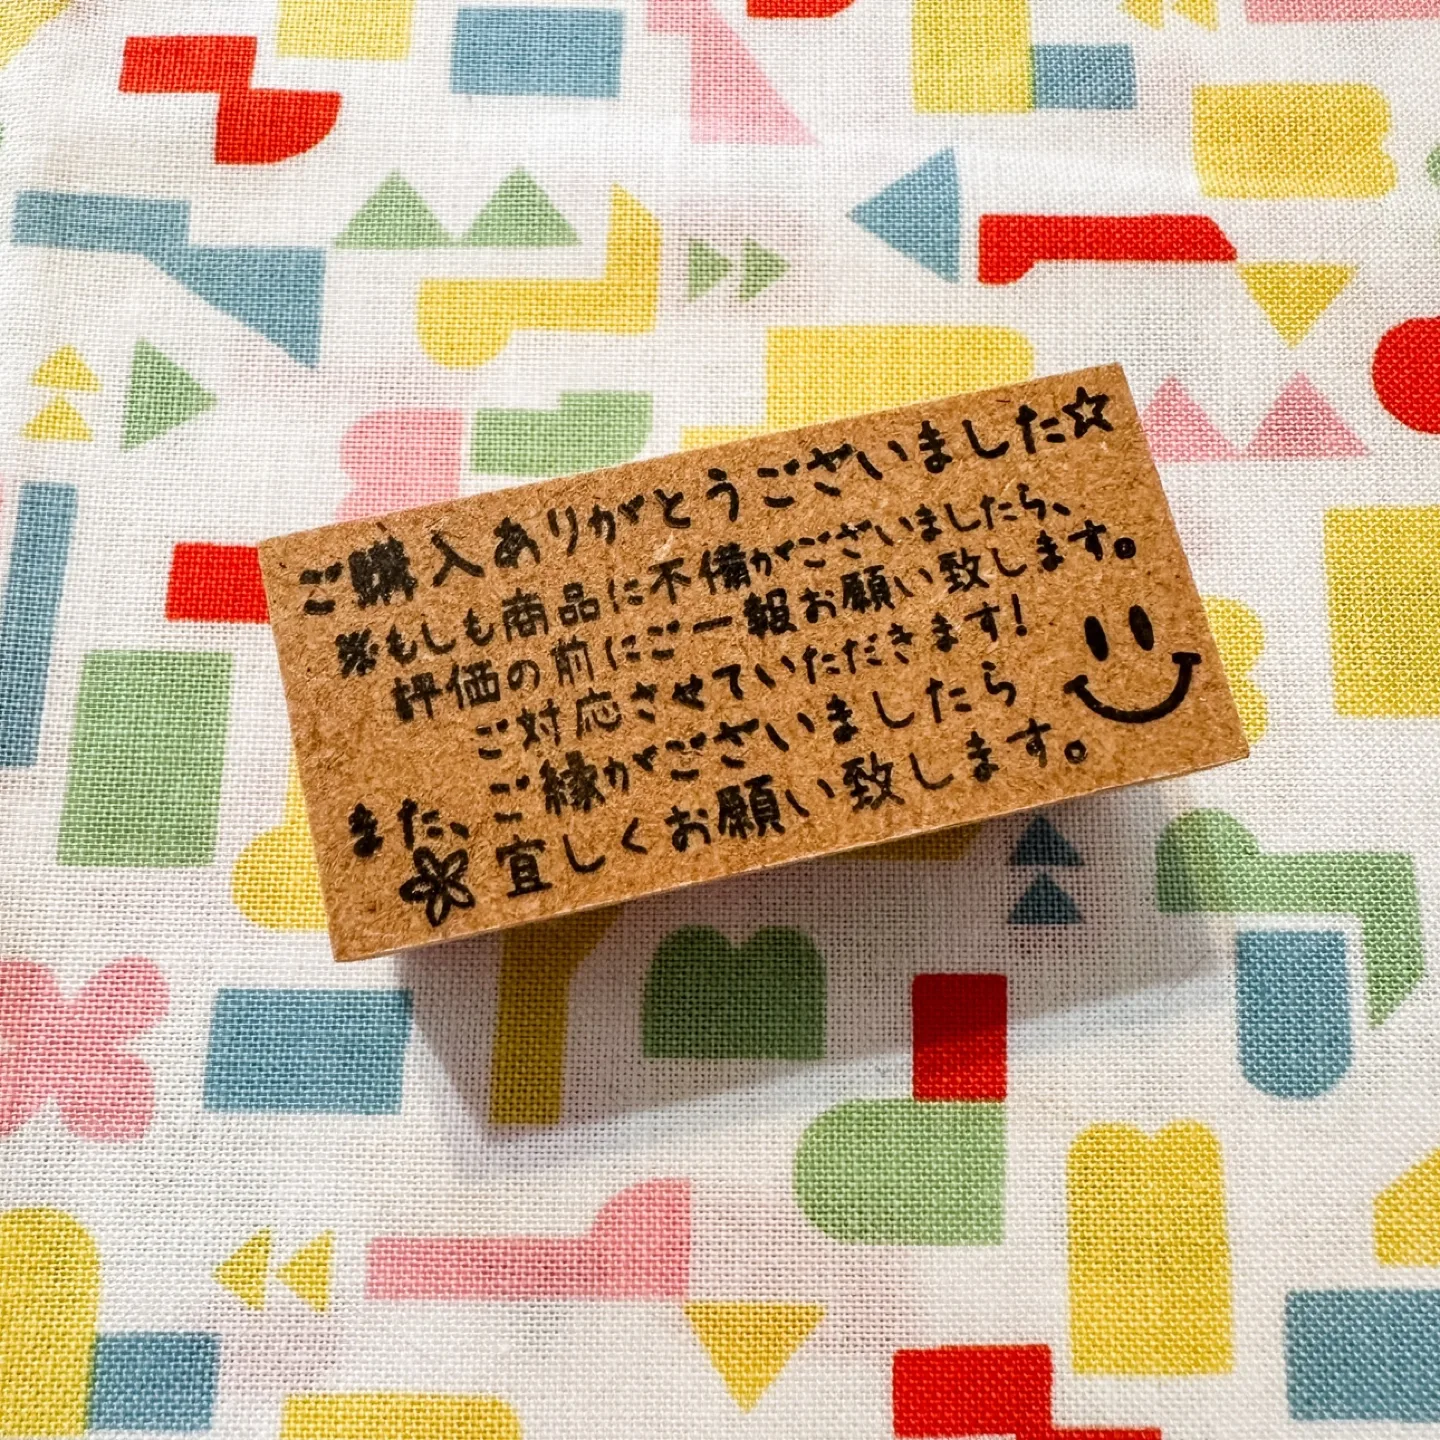 ご購入ありがとうございました☆
※もしも商品に不備がございましたら、
評価の前にご一報お願い致します。
ご対応させていただきます!
また、ご縁がございましたら
宜しくお願い致します。